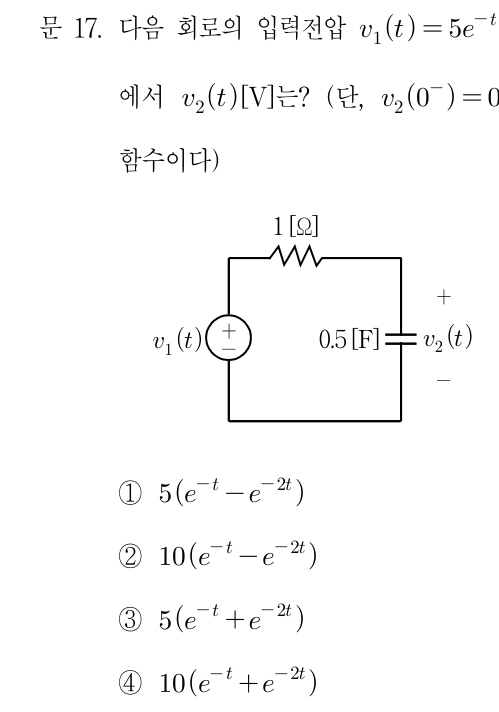 문 17. 다음 회로의 입력전압 v₁(t)=5e⁻ᵗ
에서 v₂(t)[V]는? (단, v₂(0⁻)=0
함수이다)
1[Ω]
+
v₁(t) + − 0.5[F] v₂(t)
−
① 5(e⁻ᵗ−e⁻²ᵗ)
② 10(e⁻ᵗ−e⁻²ᵗ)
③ 5(e⁻ᵗ+e⁻²ᵗ)
④ 10(e⁻ᵗ+e⁻²ᵗ)